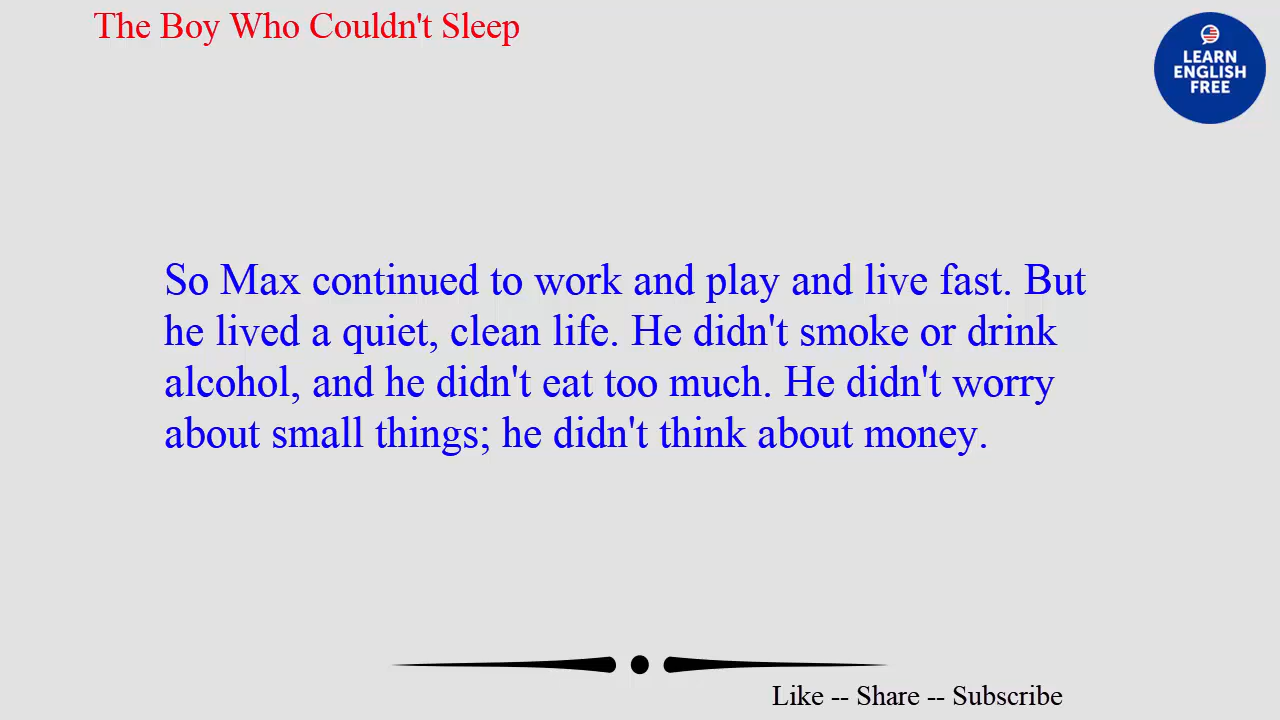 The Boy Who Couldn't Sleep
LEARN
ENGLISH
FREE
So Max continued to work and play and live fast. But
he lived a quiet, clean life. He didn't smoke or drink
alcohol, and he didn't eat too much. He didn't worry
about small things; he didn't think about money.
Like -- Share -- Subscribe